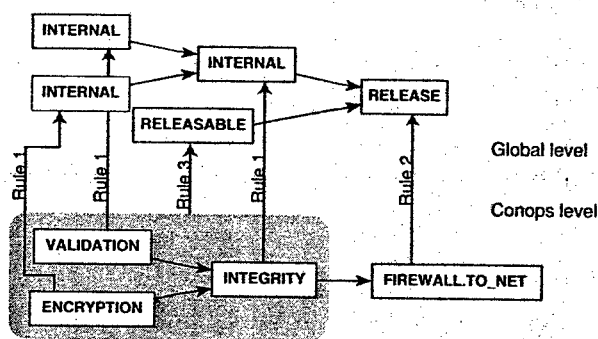 INTERNAL
INTERNAL
INTERNAL
RELEASE
RELEASABLE
Rule 1
Rule 1
Rule 3
Rule 1
Rule 2
Global level
Conops level
VALIDATION
INTEGRITY
FIREWALL.TO_NET
ENCRYPTION